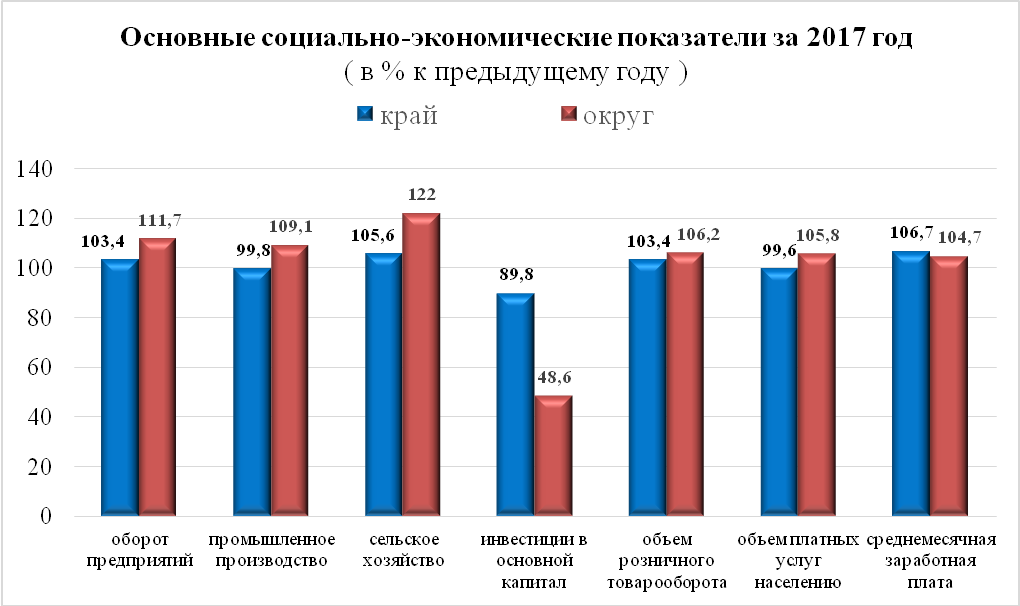 Основные социально-экономические показатели за 2017 год
( в % к предыдущему году )
край округ
140
120
100
80
60
40
20
0
103,4 111,7
99,8 109,1
105,6 122
89,8 48,6
103,4 106,2
99,6 105,8
106,7 104,7
оборот
предприятий
промышленное
производство
сельское
хозяйство
инвестиции в
основной
капитал
объем
розничного
товарооборота
объем платных
услуг
населению
среднемесячная
заработная
плата